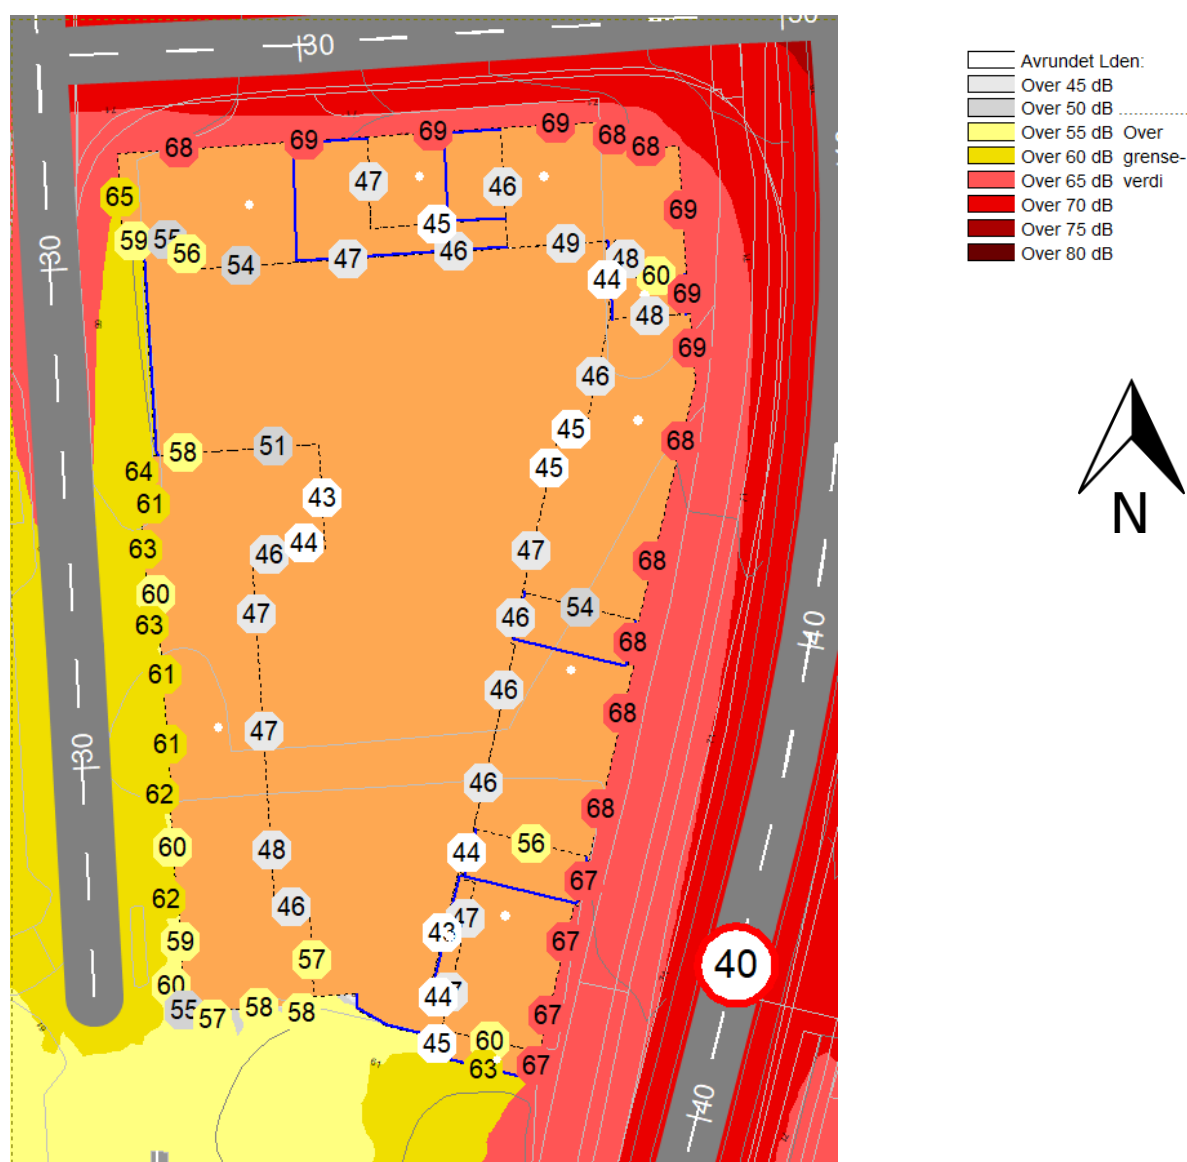 30
Avrundet Lden:
Over 45 dB
Over 50 dB
Over 55 dB Over
Over 60 dB grense-
Over 65 dB verdi
Over 70 dB
Over 75 dB
Over 80 dB
68 69 69 69 68 68
65 47 46 69
59 55 56 54 47 45 46 49 48 44 60 69
30
48 69
46
45 68
58 51
64 45
61 43
63 46 44 47 68
60 54
63 47 46 68
40
61 46 68
61 47
30
62 46 68
60 48 44 56 67
62 46 47
59 57 43 67
40
60 44
55 57 58 58 67
45 60
63 67
40
N